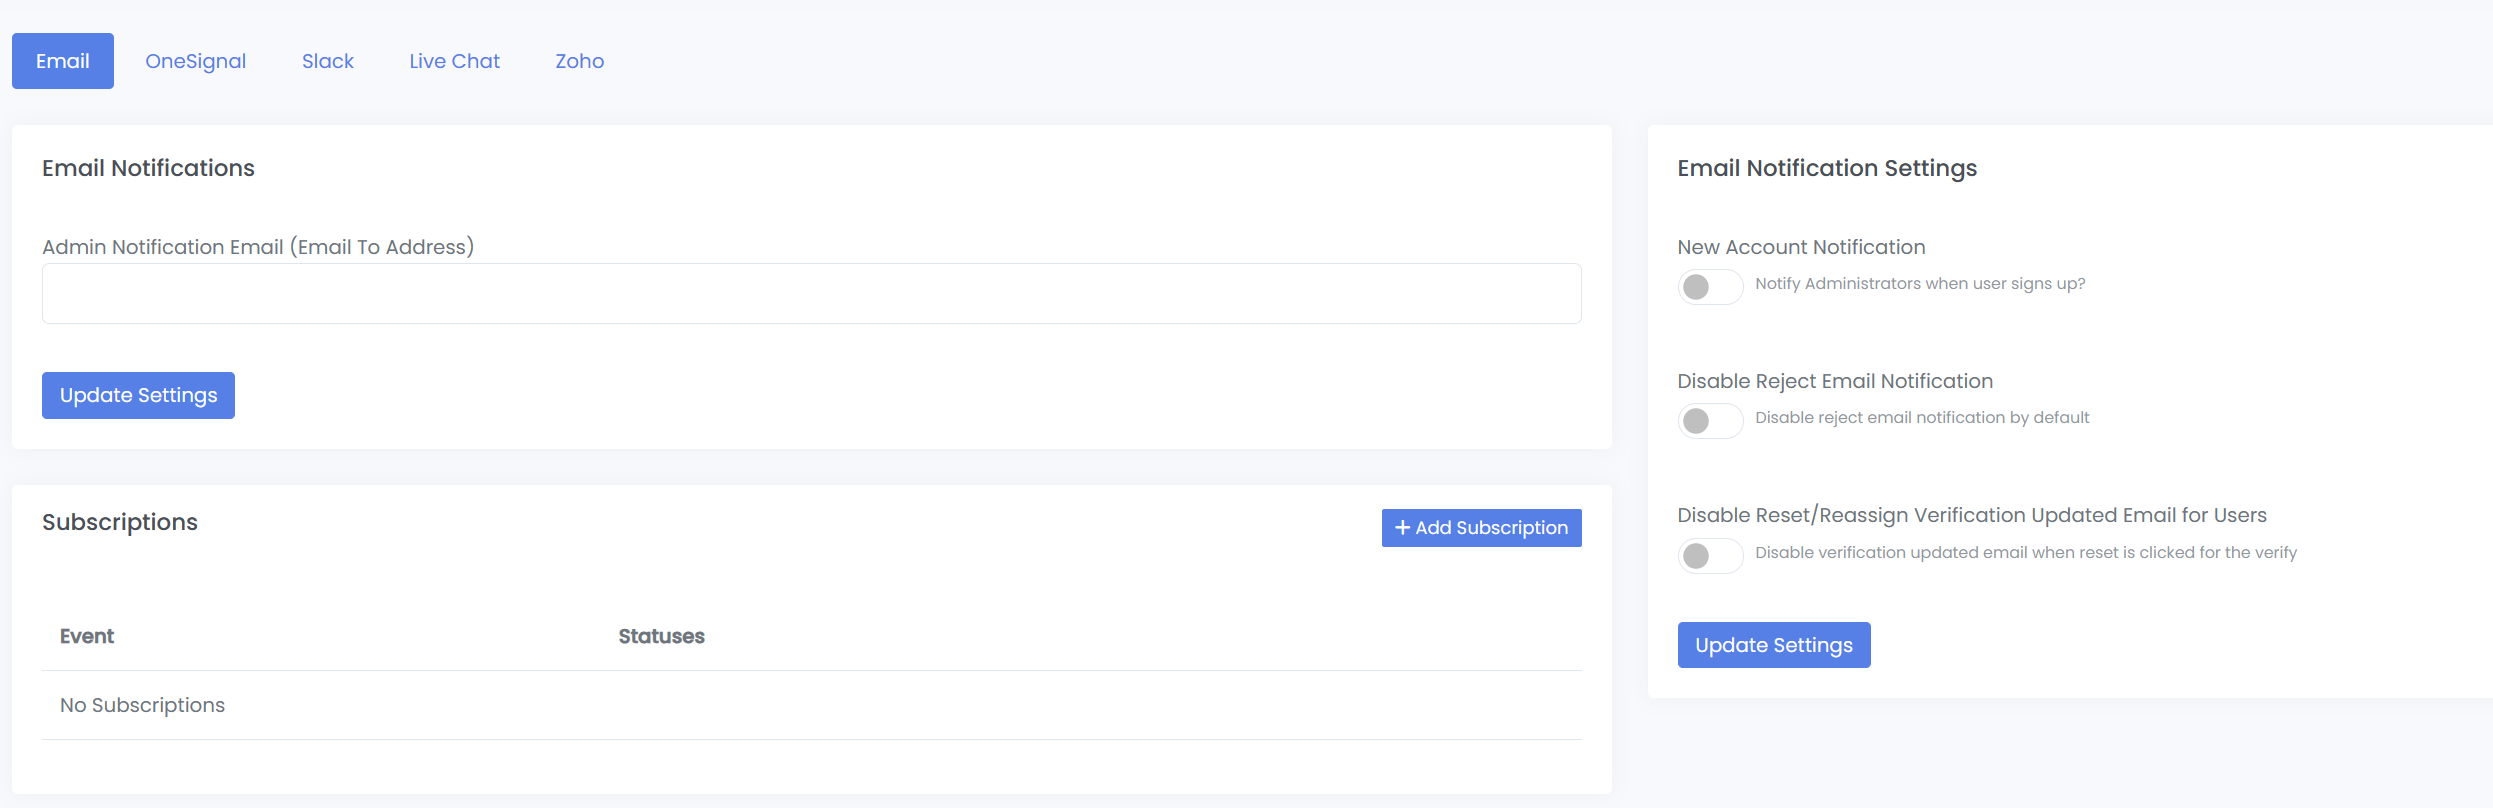 Email OneSignal Slack Live Chat Zoho
Email Notifications
Admin Notification Email (Email To Address)
Update Settings
Subscriptions
+ Add Subscription
Event Statuses
No Subscriptions
Email Notification Settings
New Account Notification
Notify Administrators when user signs up?
Disable Reject Email Notification
Disable reject email notification by default
Disable Reset/Reassign Verification Updated Email for Users
Disable verification updated email when reset is clicked for the verify
Update Settings